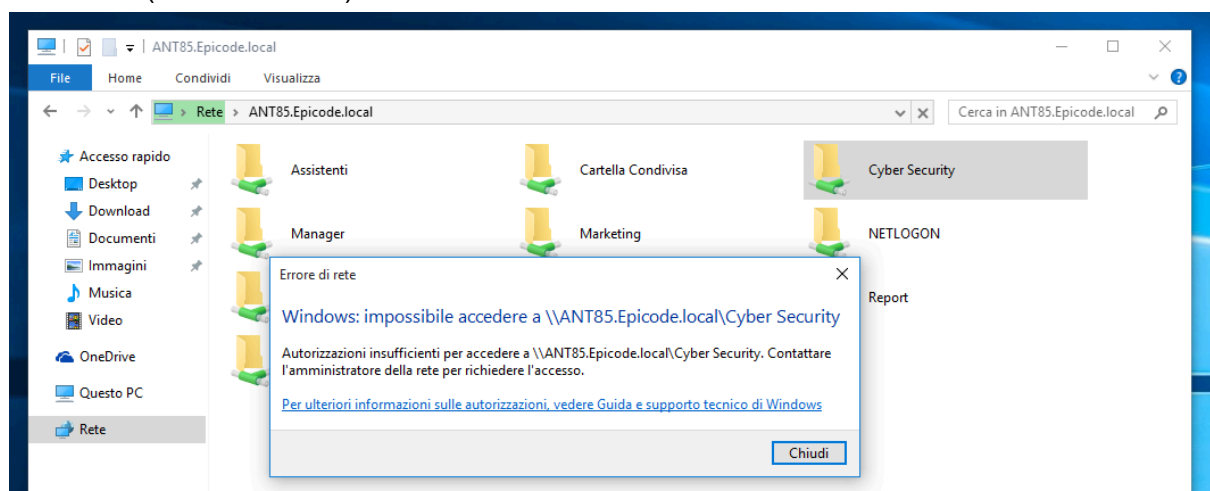 ANT85.Epicode.local
File Home Condividi Visualizza
Rete > ANT85.Epicode.local
Cerca in ANT85.Epicode.local
Accesso rapido
Desktop
Download
Documenti
Immagini
Musica
Video
OneDrive
Questo PC
Rete
Assistenti
Cartella Condivisa
Cyber Security
Manager
Marketing
NETLOGON
Report
Errore di rete
Windows: impossibile accedere a \\ANT85.Epicode.local\Cyber Security
Autorizzazioni insufficienti per accedere a \\ANT85.Epicode.local\Cyber Security. Contattare
l'amministratore della rete per richiedere l'accesso.
Per ulteriori informazioni sulle autorizzazioni, vedere Guida e supporto tecnico di Windows
Chiudi